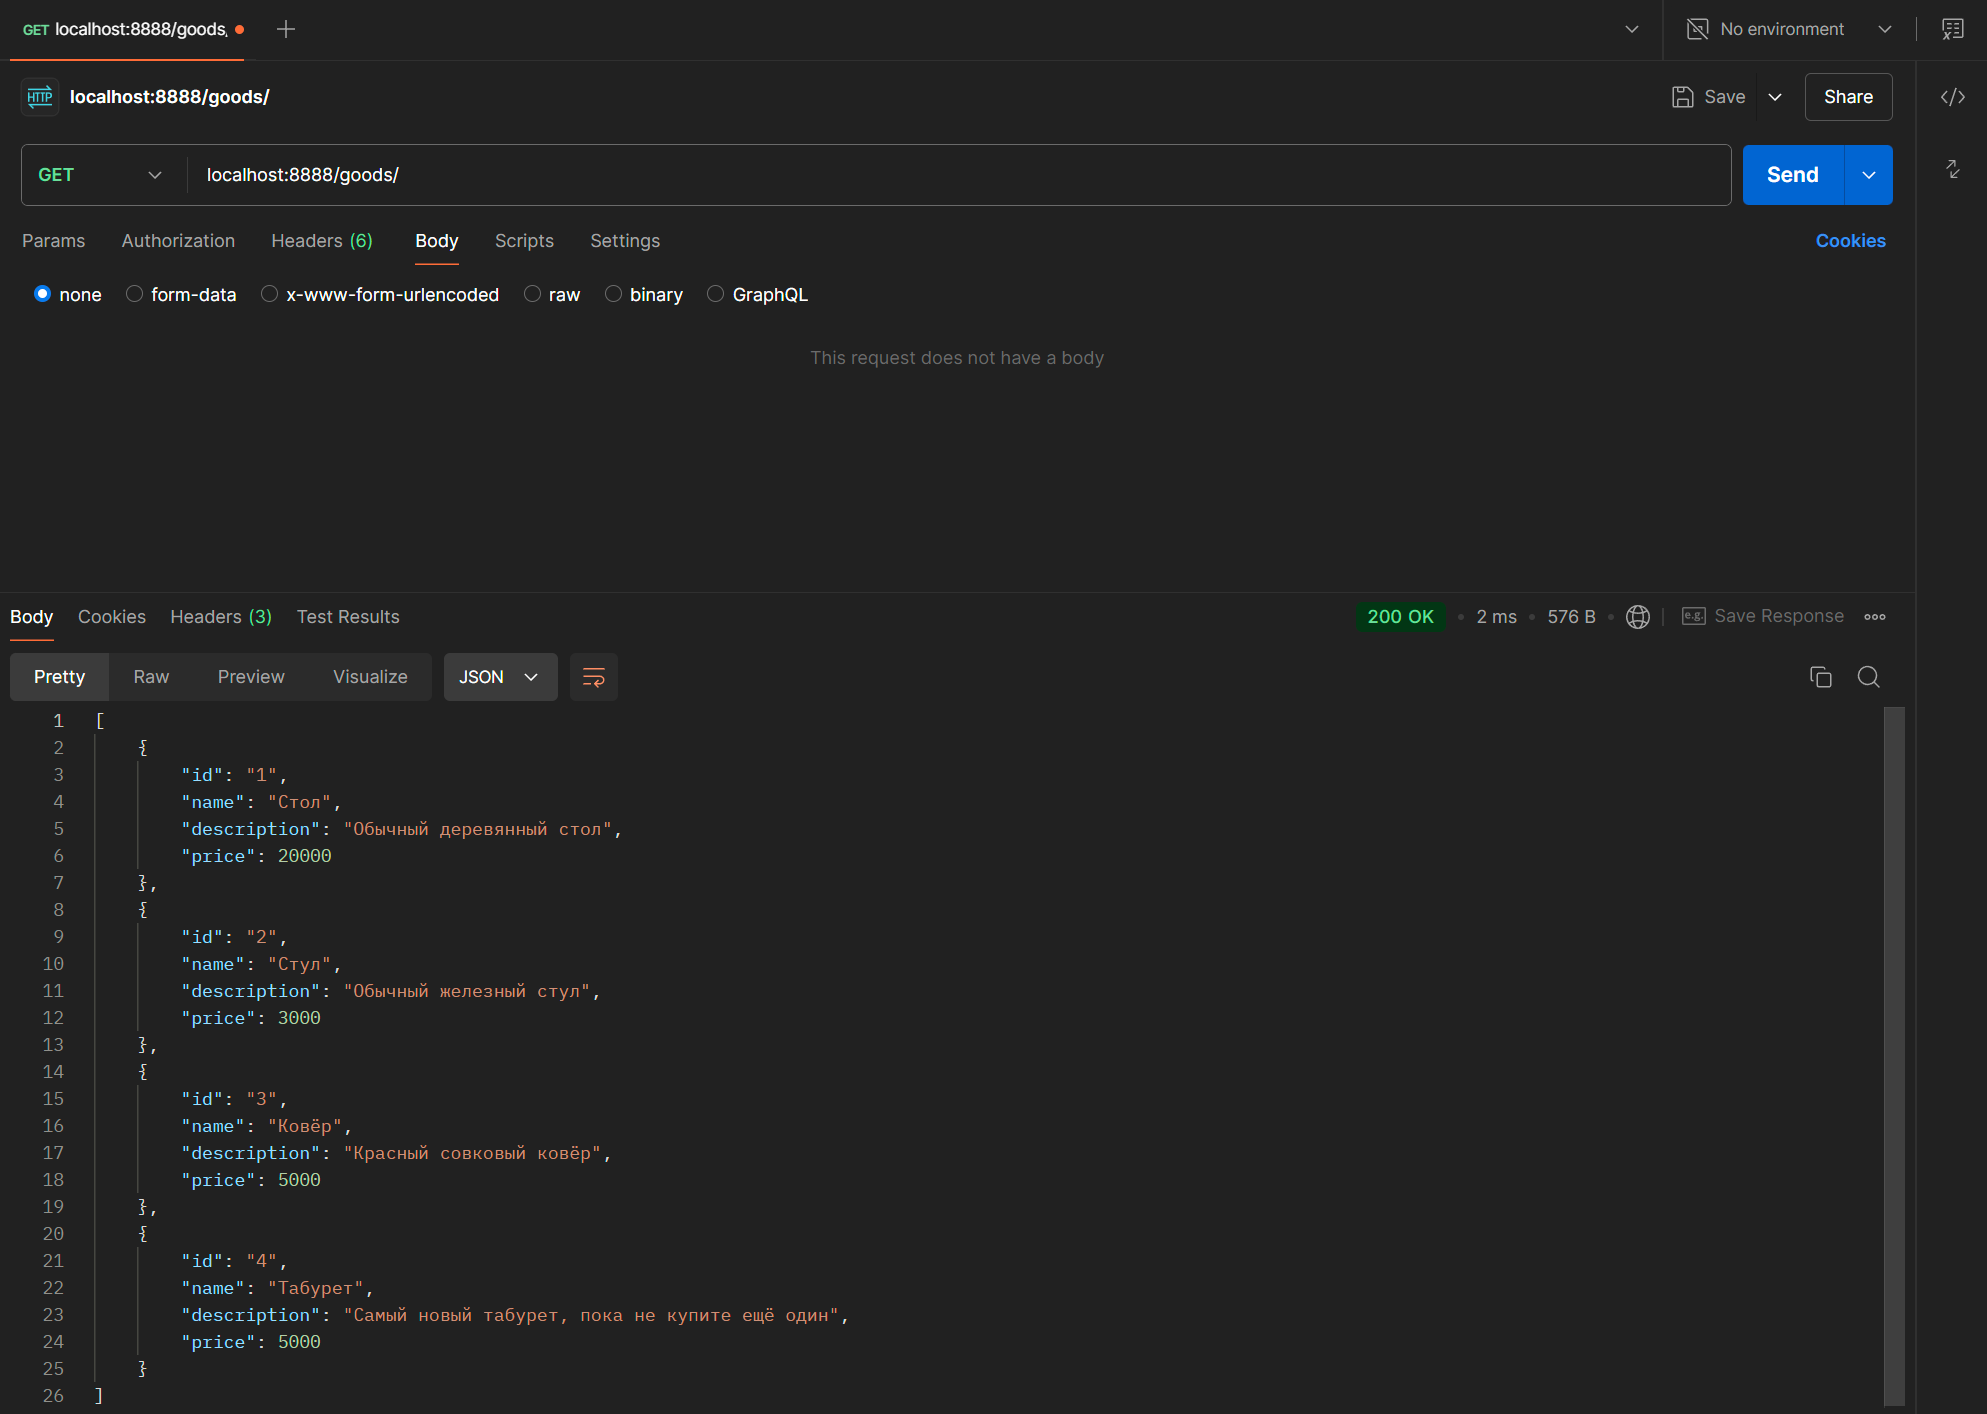 GET localhost:8888/goods/
No environment
HTTP localhost:8888/goods/
Save
Share
GET localhost:8888/goods/
Send
Params Authorization Headers (6) Body Scripts Settings
Cookies
none form-data x-www-form-urlencoded raw binary GraphQL
This request does not have a body
Body Cookies Headers (3) Test Results
200 OK • 2 ms • 576 B • e.g. Save Response
Pretty Raw Preview Visualize JSON
1 [
2 {
3 "id": "1",
4 "name": "Стол",
5 "description": "Обычный деревянный стол",
6 "price": 20000
7 },
8 {
9 "id": "2",
10 "name": "Стул",
11 "description": "Обычный железный стул",
12 "price": 3000
13 },
14 {
15 "id": "3",
16 "name": "Ковёр",
17 "description": "Красный совковый ковёр",
18 "price": 5000
19 },
20 {
21 "id": "4",
22 "name": "Табурет",
23 "description": "Самый новый табурет, пока не купите ещё один",
24 "price": 5000
25 }
26 ]